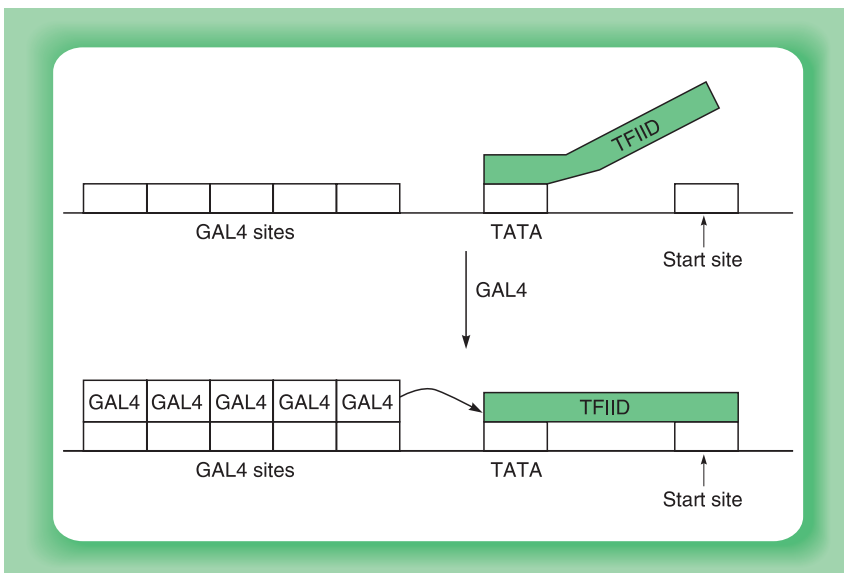 TFIID
GAL4 sites
TATA
Start site
GAL4
GAL4 GAL4 GAL4 GAL4 GAL4
TFIID
GAL4 sites
TATA
Start site